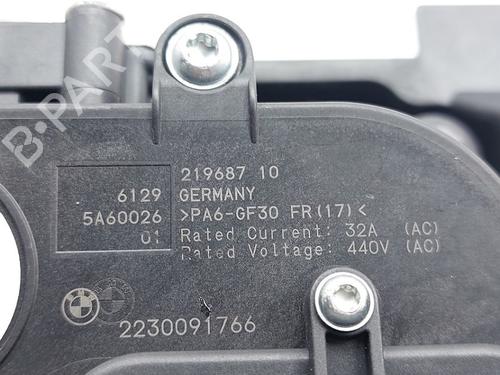 B-PARTS
219687 10
6129 GERMANY
5A60026 >PA6-GF30 FR(17)<
01 Rated Current: 32A (AC)
Rated Voltage: 440V (AC)
2230091766